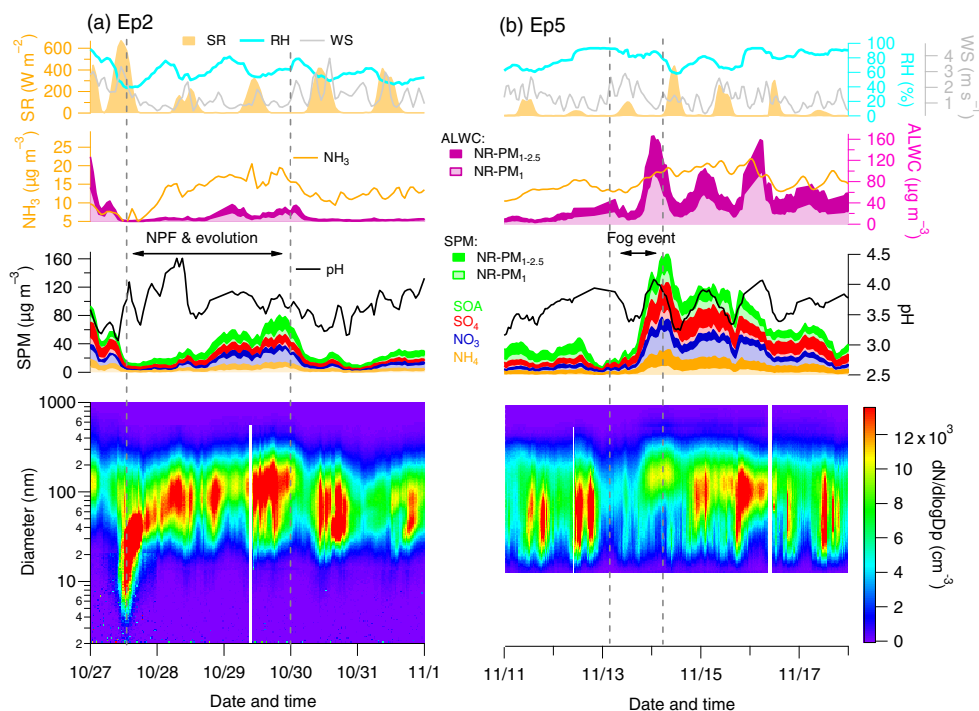 (a) Ep2
(b) Ep5
SR RH WS
SR (W m⁻²)
600
400
200
0
100
80
60
40
20
0
RH (%)
4
3
2
1
WS (m s⁻¹)
NH₃ (µg m⁻³)
25
20
15
10
5
NH₃
ALWC:
NR-PM₁₋₂.₅
NR-PM₁
160
120
80
40
0
ALWC (µg m⁻³)
NPF & evolution
Fog event
SPM (µg m⁻³)
160
120
80
40
0
pH
SPM:
NR-PM₁₋₂.₅
NR-PM₁
SOA
SO₄
NO₃
NH₄
4.5
4.0
3.5
3.0
2.5
pH
Diameter (nm)
1000
6
4
2
100
6
4
2
10
6
4
2
12 x 10³
10
8
6
4
2
0
dN/dlogDp (cm⁻³)
10/27 10/28 10/29 10/30 10/31 11/1
Date and time
11/11 11/13 11/15 11/17
Date and time